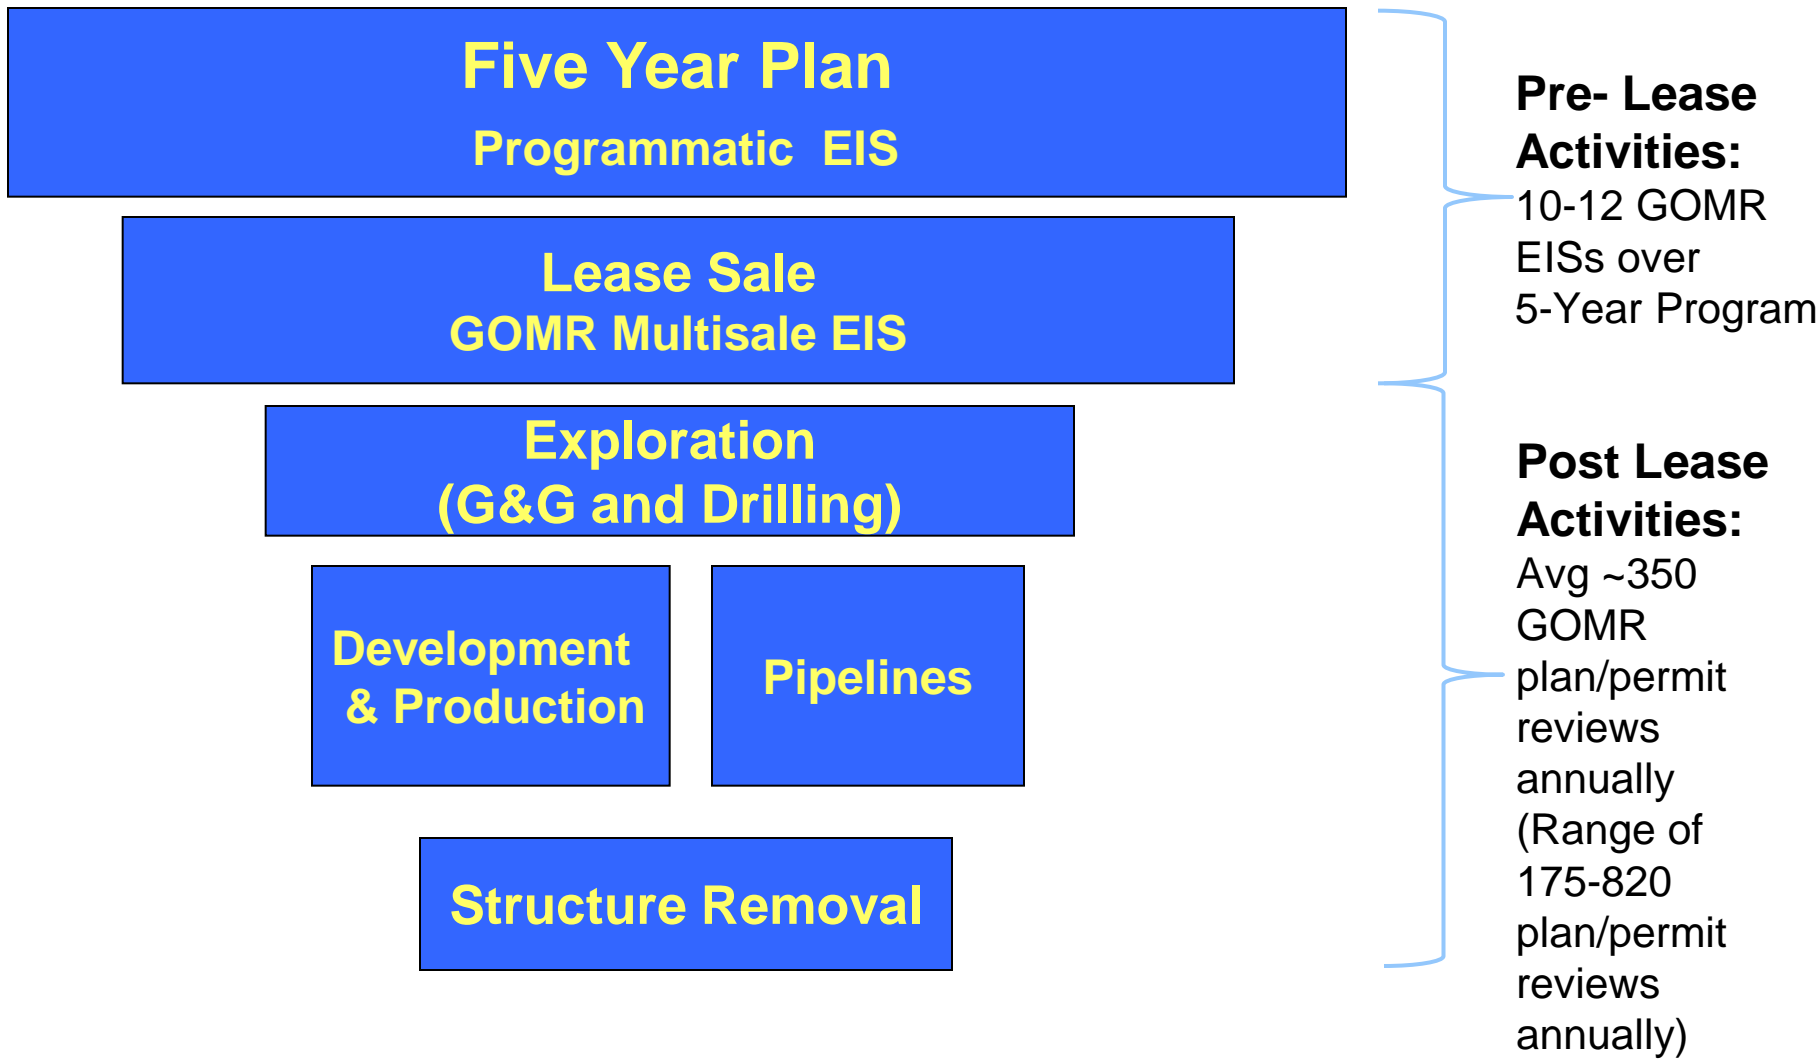 Five Year Plan
Programmatic EIS
Lease Sale
GOMR Multisale EIS
Exploration
(G&G and Drilling)
Development
& Production
Pipelines
Structure Removal
Pre- Lease
Activities:
10-12 GOMR
EISs over
5-Year Program
Post Lease
Activities:
Avg ~350
GOMR
plan/permit
reviews
annually
(Range of
175-820
plan/permit
reviews
annually)